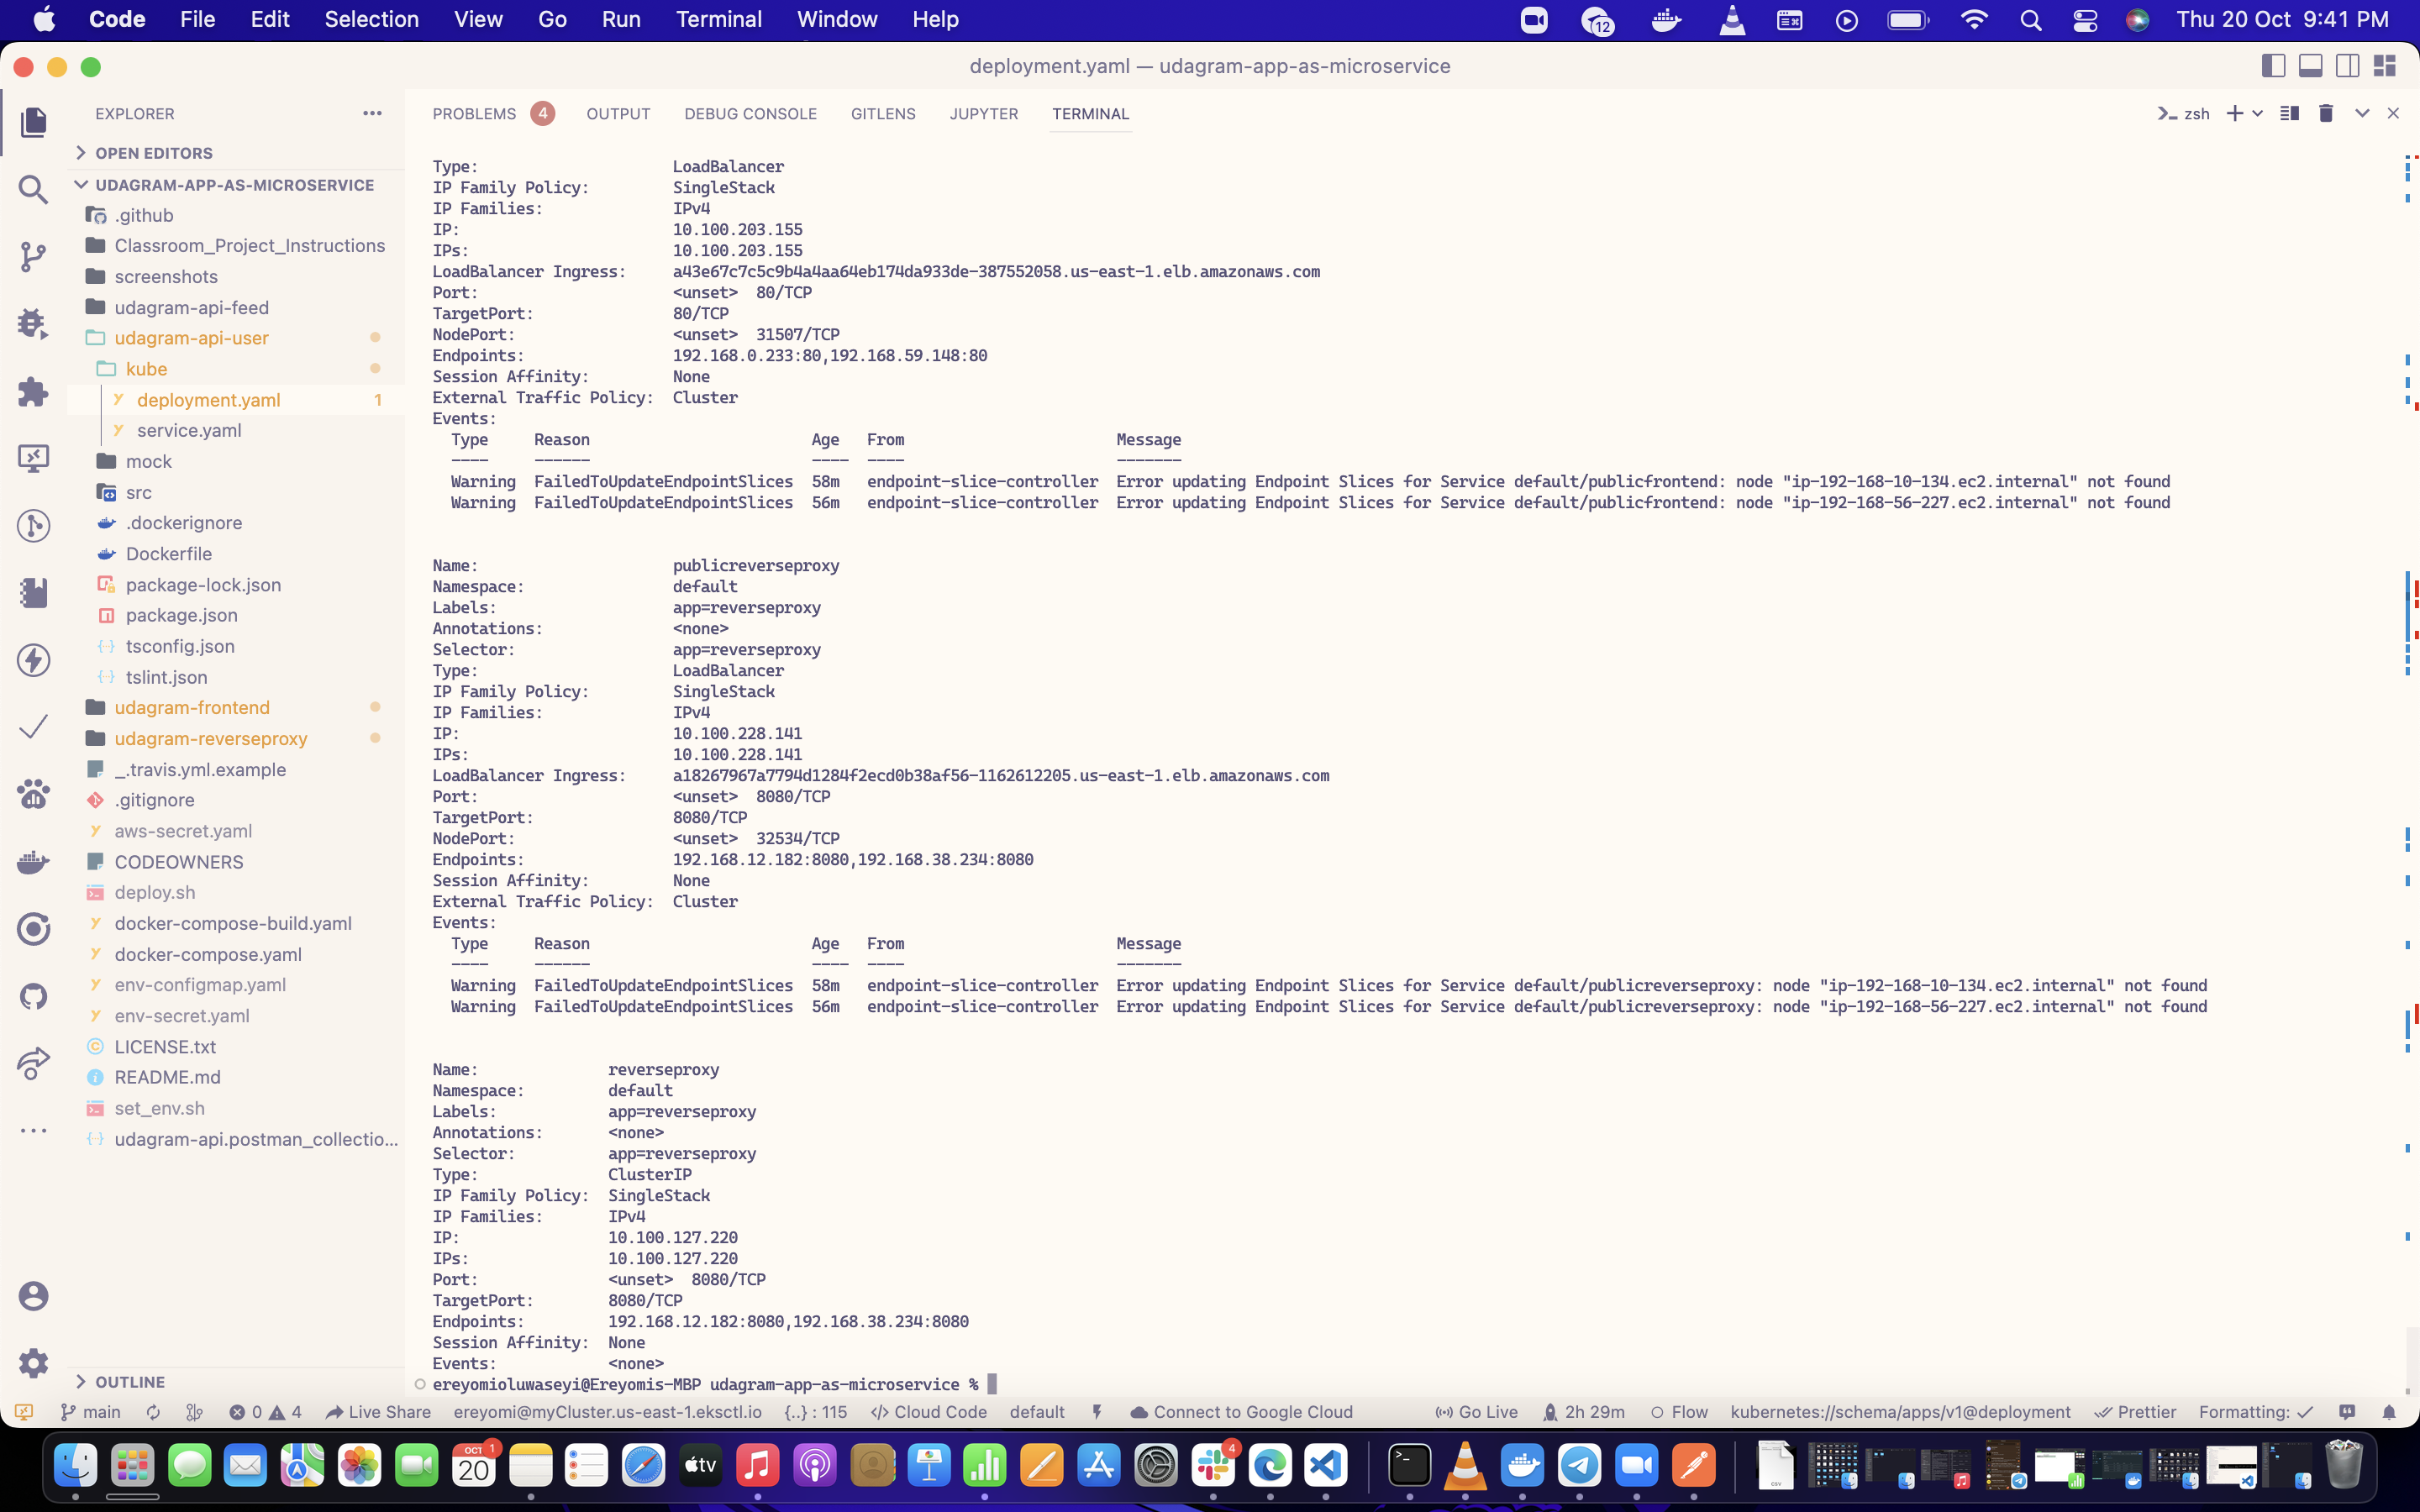 Code File Edit Selection View Go Run Terminal Window Help 12 Thu 20 Oct 9:41 PM
deployment.yaml — udagram-app-as-microservice
EXPLORER
OPEN EDITORS
UDAGRAM-APP-AS-MICROSERVICE
.github
Classroom_Project_Instructions
screenshots
udagram-api-feed
udagram-api-user
kube
deployment.yaml 1
service.yaml
mock
src
.dockerignore
Dockerfile
package-lock.json
package.json
tsconfig.json
tslint.json
udagram-frontend
udagram-reverseproxy
_.travis.yml.example
.gitignore
aws-secret.yaml
CODEOWNERS
deploy.sh
docker-compose-build.yaml
docker-compose.yaml
env-configmap.yaml
env-secret.yaml
LICENSE.txt
README.md
set_env.sh
udagram-api.postman_collectio...
OUTLINE
PROBLEMS 4 OUTPUT DEBUG CONSOLE GITLENS JUPYTER TERMINAL zsh
Type: LoadBalancer
IP Family Policy: SingleStack
IP Families: IPv4
IP: 10.100.203.155
IPs: 10.100.203.155
LoadBalancer Ingress: a43e67c7c5c9b4a4aa64eb174da933de-387552058.us-east-1.elb.amazonaws.com
Port: <unset> 80/TCP
TargetPort: 80/TCP
NodePort: <unset> 31507/TCP
Endpoints: 192.168.0.233:80,192.168.59.148:80
Session Affinity: None
External Traffic Policy: Cluster
Events:
Type Reason Age From Message
---- ------ ---- ---- -------
Warning FailedToUpdateEndpointSlices 58m endpoint-slice-controller Error updating Endpoint Slices for Service default/publicfrontend: node "ip-192-168-10-134.ec2.internal" not found
Warning FailedToUpdateEndpointSlices 56m endpoint-slice-controller Error updating Endpoint Slices for Service default/publicfrontend: node "ip-192-168-56-227.ec2.internal" not found
Name: publicreverseproxy
Namespace: default
Labels: app=reverseproxy
Annotations: <none>
Selector: app=reverseproxy
Type: LoadBalancer
IP Family Policy: SingleStack
IP Families: IPv4
IP: 10.100.228.141
IPs: 10.100.228.141
LoadBalancer Ingress: a18267967a7794d1284f2ecd0b38af56-1162612205.us-east-1.elb.amazonaws.com
Port: <unset> 8080/TCP
TargetPort: 8080/TCP
NodePort: <unset> 32534/TCP
Endpoints: 192.168.12.182:8080,192.168.38.234:8080
Session Affinity: None
External Traffic Policy: Cluster
Events:
Type Reason Age From Message
---- ------ ---- ---- -------
Warning FailedToUpdateEndpointSlices 58m endpoint-slice-controller Error updating Endpoint Slices for Service default/publicreverseproxy: node "ip-192-168-10-134.ec2.internal" not found
Warning FailedToUpdateEndpointSlices 56m endpoint-slice-controller Error updating Endpoint Slices for Service default/publicreverseproxy: node "ip-192-168-56-227.ec2.internal" not found
Name: reverseproxy
Namespace: default
Labels: app=reverseproxy
Annotations: <none>
Selector: app=reverseproxy
Type: ClusterIP
IP Family Policy: SingleStack
IP Families: IPv4
IP: 10.100.127.220
IPs: 10.100.127.220
Port: <unset> 8080/TCP
TargetPort: 8080/TCP
Endpoints: 192.168.12.182:8080,192.168.38.234:8080
Session Affinity: None
Events: <none>
ereyomioluwaseyi@Ereyomis-MBP udagram-app-as-microservice %
main 0 4 Live Share ereyomi@myCluster.us-east-1.eksctl.io {..} : 115 </> Cloud Code default Connect to Google Cloud Go Live 2h 29m Flow kubernetes://schema/apps/v1@deployment Prettier Formatting: ✓
OCT 1
20
tv
4